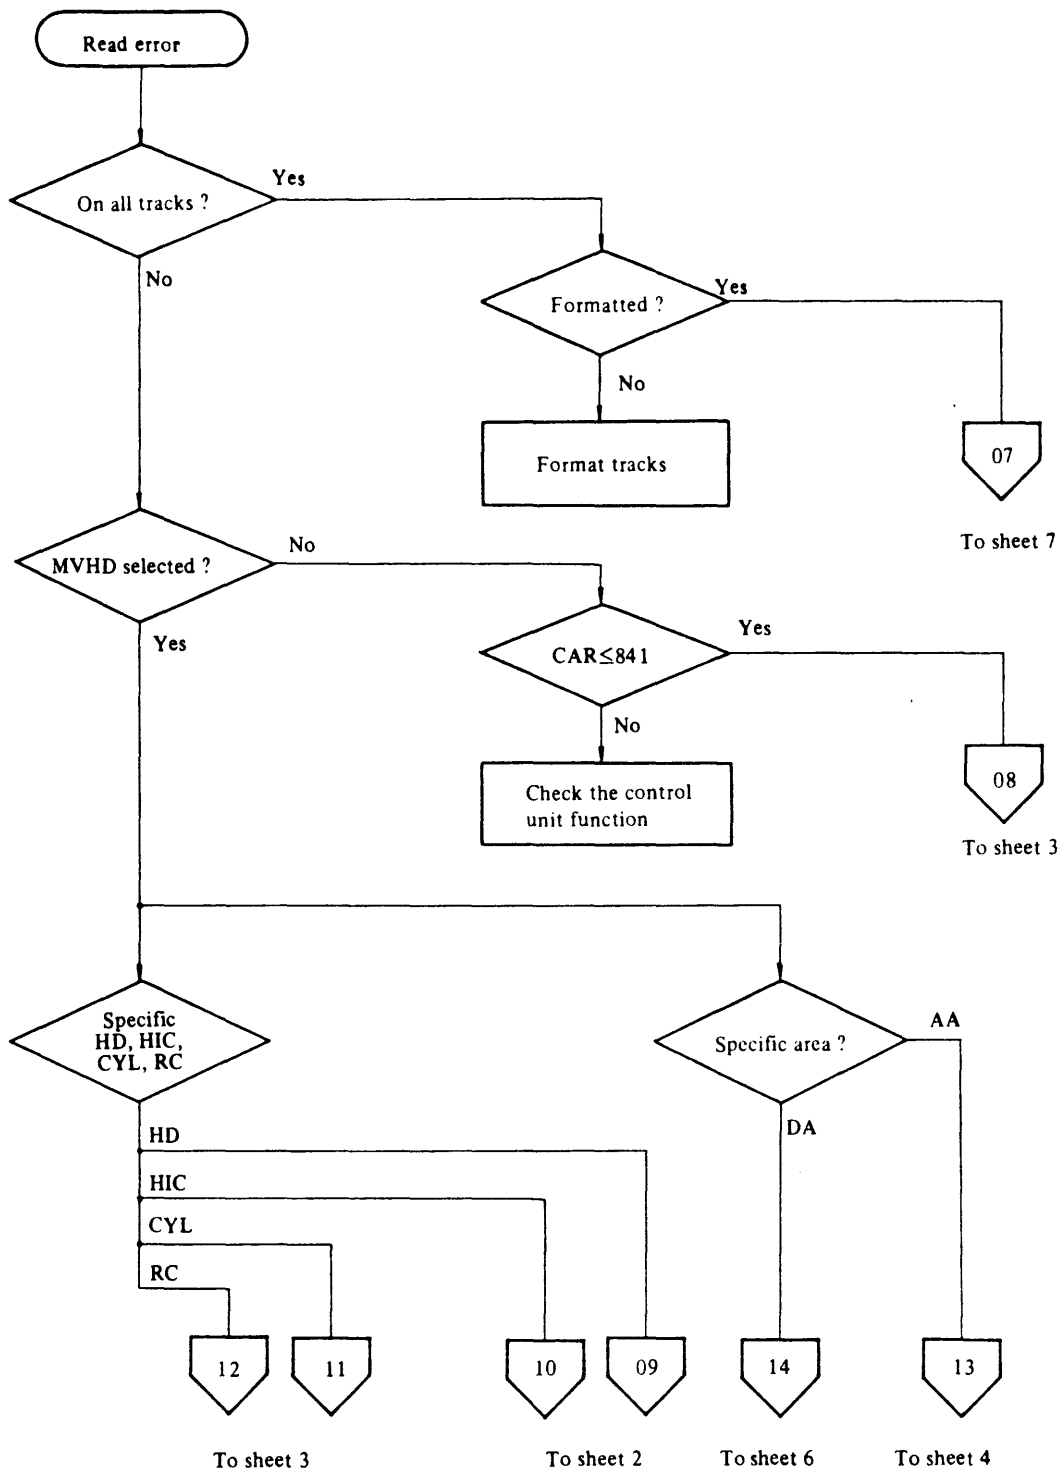 Read error
On all tracks ?
Yes
No
Formatted ?
Yes
No
Format tracks
07
To sheet 7
MVHD selected ?
No
Yes
CAR≤841
Yes
No
Check the control
unit function
08
To sheet 3
Specific
HD, HIC,
CYL, RC
Specific area ?
AA
DA
HD
HIC
CYL
RC
12
11
10
09
14
13
To sheet 3
To sheet 2
To sheet 6
To sheet 4